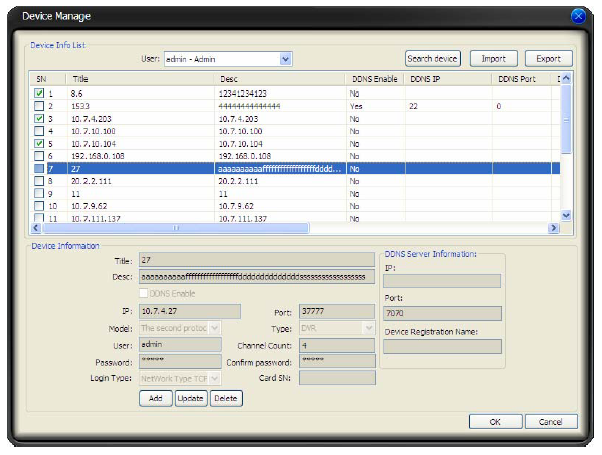 Device Manage
Device Info List:
User: admin - Admin Search device Import Export
SN Title Desc DDNS Enable DDNS IP DDNS Port
1 8.6 12341234123 No
2 1533 44444444444444 Yes 22 0
3 10.7.4.203 10.7.4.203 No
4 10.7.10.100 10.7.10.100 No
5 10.7.10.104 10.7.10.104 No
6 192.168.0.108 192.168.0.108 No
7 27 No
8 20.2.2.111 20.2.2.111 No
9 11 11 No
10 10.7.9.62 10.7.9.62 No
11 10.7.111.137 10.7.111.137 No
Device Information
Title: 27
Desc:
DDNS Enable
IP: 10.7.4.27 Port: 37777
Model: The second protoc Type: DVR
User: admin Channel Count: 4
Password: ***** Confirm password: *****
Login Type: NetWork Type TCP Card SN:
Add Update Delete
DDNS Server Information:
IP:
Port:
7070
Device Registration Name:
OK Cancel